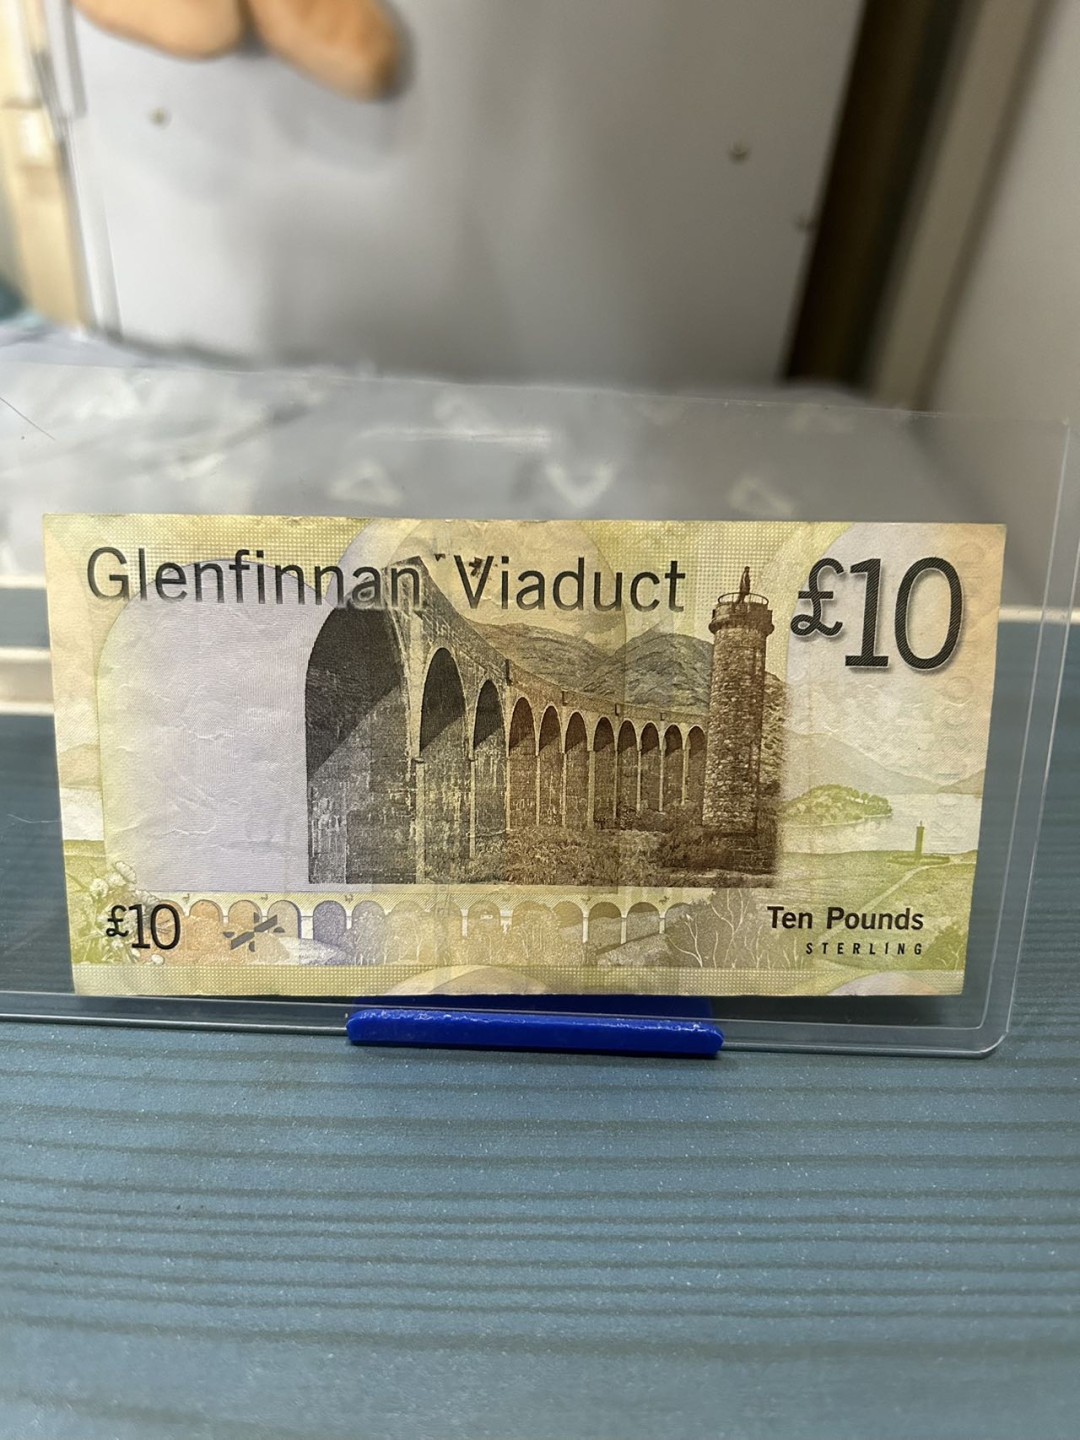 Glenfinnan Viaduct
£10
£10
Ten Pounds
STERLING